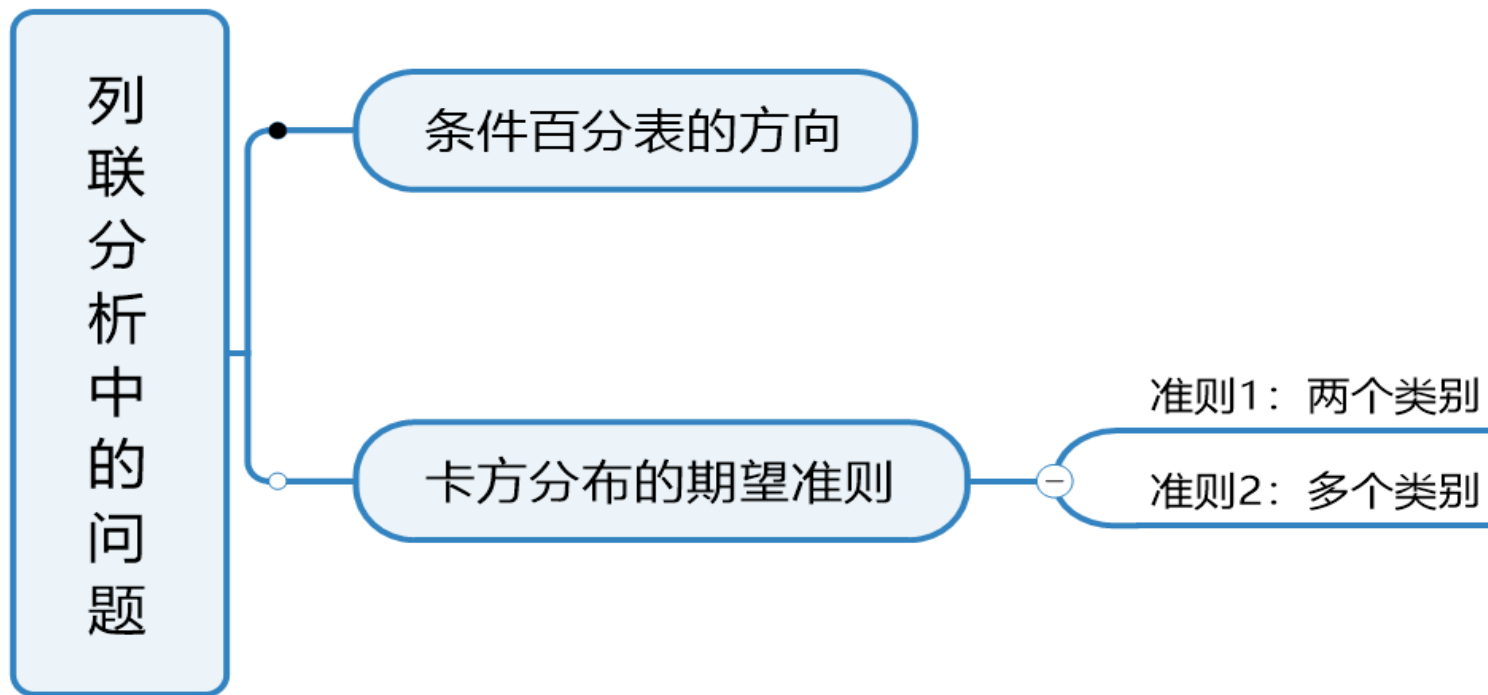 列联分析中的问题
条件百分表的方向
卡方分布的期望准则
准则1：两个类别
准则2：多个类别